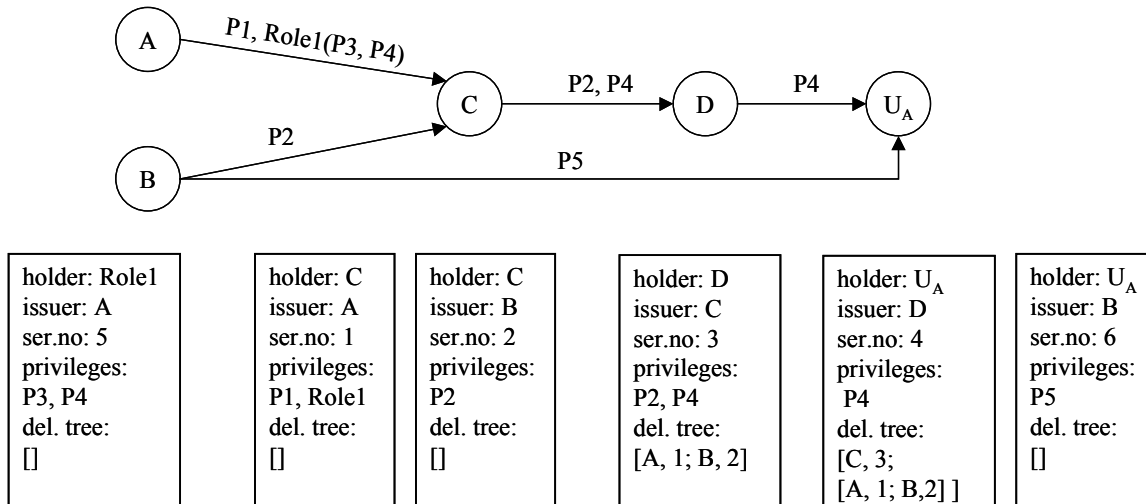 A
P1, Role1(P3, P4)
C
P2, P4
D
P4
U_A
P2
B
P5
holder: Role1
issuer: A
ser.no: 5
privileges:
P3, P4
del. tree:
[]
holder: C
issuer: A
ser.no: 1
privileges:
P1, Role1
del. tree:
[]
holder: C
issuer: B
ser.no: 2
privileges:
P2
del. tree:
[]
holder: D
issuer: C
ser.no: 3
privileges:
P2, P4
del. tree:
[A, 1; B, 2]
holder: U_A
issuer: D
ser.no: 4
privileges:
P4
del. tree:
[C, 3;
[A, 1; B,2] ]
holder: U_A
issuer: B
ser.no: 6
privileges:
P5
del. tree:
[]